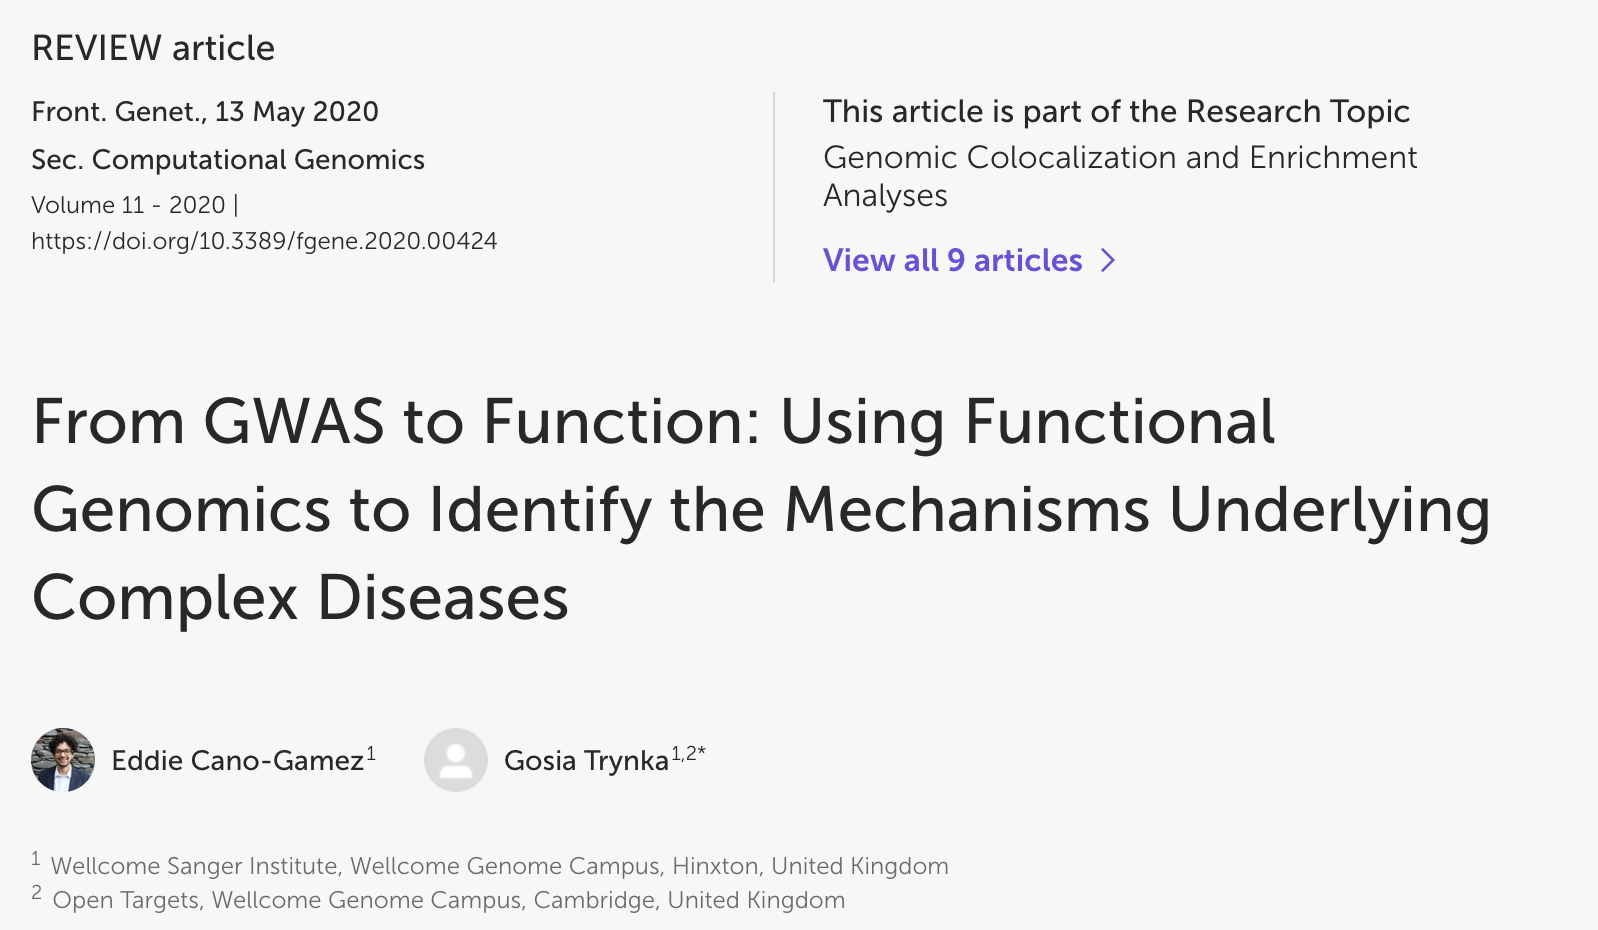 REVIEW article
Front. Genet., 13 May 2020
Sec. Computational Genomics
Volume 11 - 2020 |
https://doi.org/10.3389/fgene.2020.00424
This article is part of the Research Topic
Genomic Colocalization and Enrichment
Analyses
View all 9 articles
From GWAS to Function: Using Functional
Genomics to Identify the Mechanisms Underlying
Complex Diseases
Eddie Cano-Gamez1
Gosia Trynka1,2*
1 Wellcome Sanger Institute, Wellcome Genome Campus, Hinxton, United Kingdom
2 Open Targets, Wellcome Genome Campus, Cambridge, United Kingdom